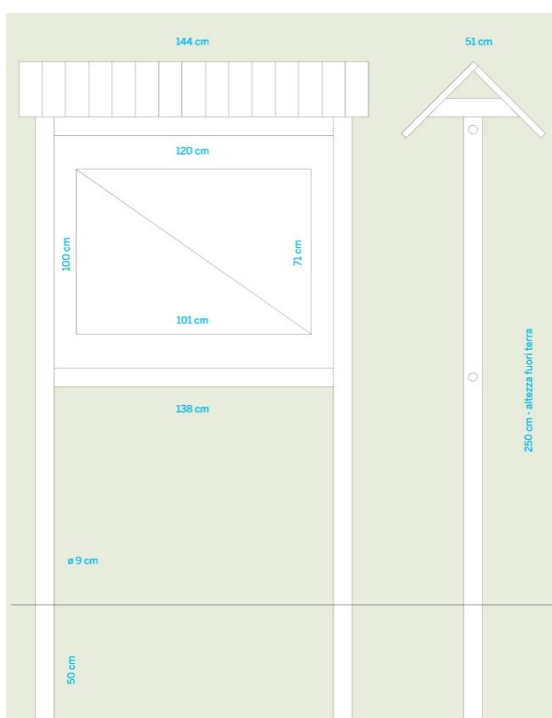 144 cm
51 cm
120 cm
100 cm
71 cm
101 cm
138 cm
250 cm - altezza fuori terra
ø 9 cm
50 cm